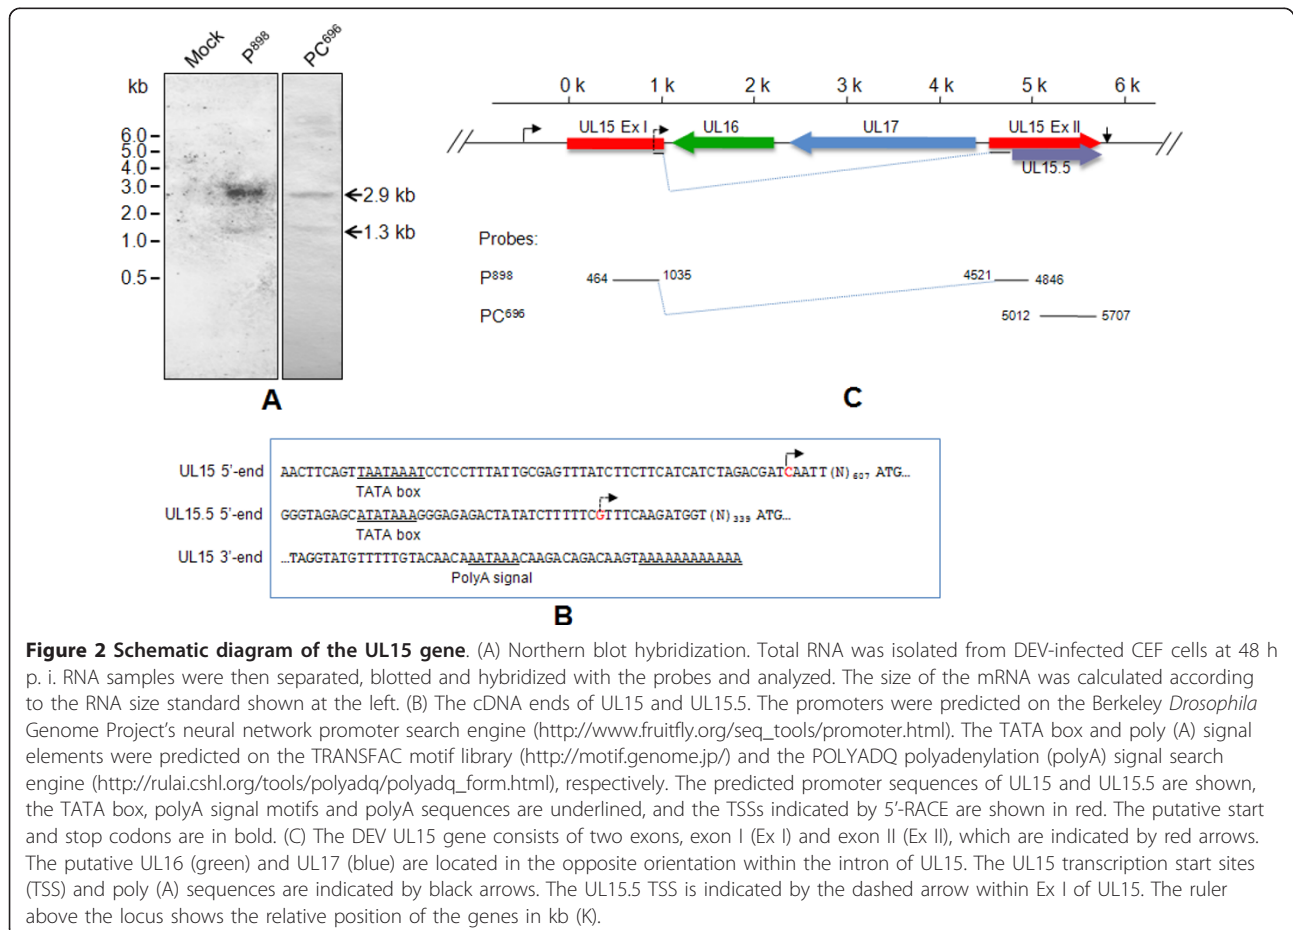 Mock P898 PC696
kb
6.0
5.0
4.0
3.0
2.0
1.0
0.5
2.9 kb
1.3 kb
A
0 k 1 k 2 k 3 k 4 k 5 k 6 k
UL15 Ex I UL16 UL17 UL15 Ex II
UL15.5
Probes:
P898 464 1035 4521 4846
PC696 5012 5707
C
UL15 5'-end AACTTCAGTTAATAAATCCTCCTTTATTGCGAGTTTATCTTCTTCATCATCTAGACGATCAATT(N)607 ATG...
TATA box
UL15.5 5'-end GGGTAGAGCATATAAAGGGAGAGACTATATCTTTTTCGTTTCAAGATGGT(N)339 ATG...
TATA box
UL15 3'-end ...TAGGTATGTTTTTGTACAACAAATAAACAAGACAGACAAGTAAAAAAAAAAAA
PolyA signal
B
Figure 2 Schematic diagram of the UL15 gene. (A) Northern blot hybridization. Total RNA was isolated from DEV-infected CEF cells at 48 h
p. i. RNA samples were then separated, blotted and hybridized with the probes and analyzed. The size of the mRNA was calculated according
to the RNA size standard shown at the left. (B) The cDNA ends of UL15 and UL15.5. The promoters were predicted on the Berkeley Drosophila
Genome Project's neural network promoter search engine (http://www.fruitfly.org/seq_tools/promoter.html). The TATA box and poly (A) signal
elements were predicted on the TRANSFAC motif library (http://motif.genome.jp/) and the POLYADQ polyadenylation (polyA) signal search
engine (http://rulai.cshl.org/tools/polyadq/polyadq_form.html), respectively. The predicted promoter sequences of UL15 and UL15.5 are shown,
the TATA box, polyA signal motifs and polyA sequences are underlined, and the TSSs indicated by 5'-RACE are shown in red. The putative start
and stop codons are in bold. (C) The DEV UL15 gene consists of two exons, exon I (Ex I) and exon II (Ex II), which are indicated by red arrows.
The putative UL16 (green) and UL17 (blue) are located in the opposite orientation within the intron of UL15. The UL15 transcription start sites
(TSS) and poly (A) sequences are indicated by black arrows. The UL15.5 TSS is indicated by the dashed arrow within Ex I of UL15. The ruler
above the locus shows the relative position of the genes in kb (K).